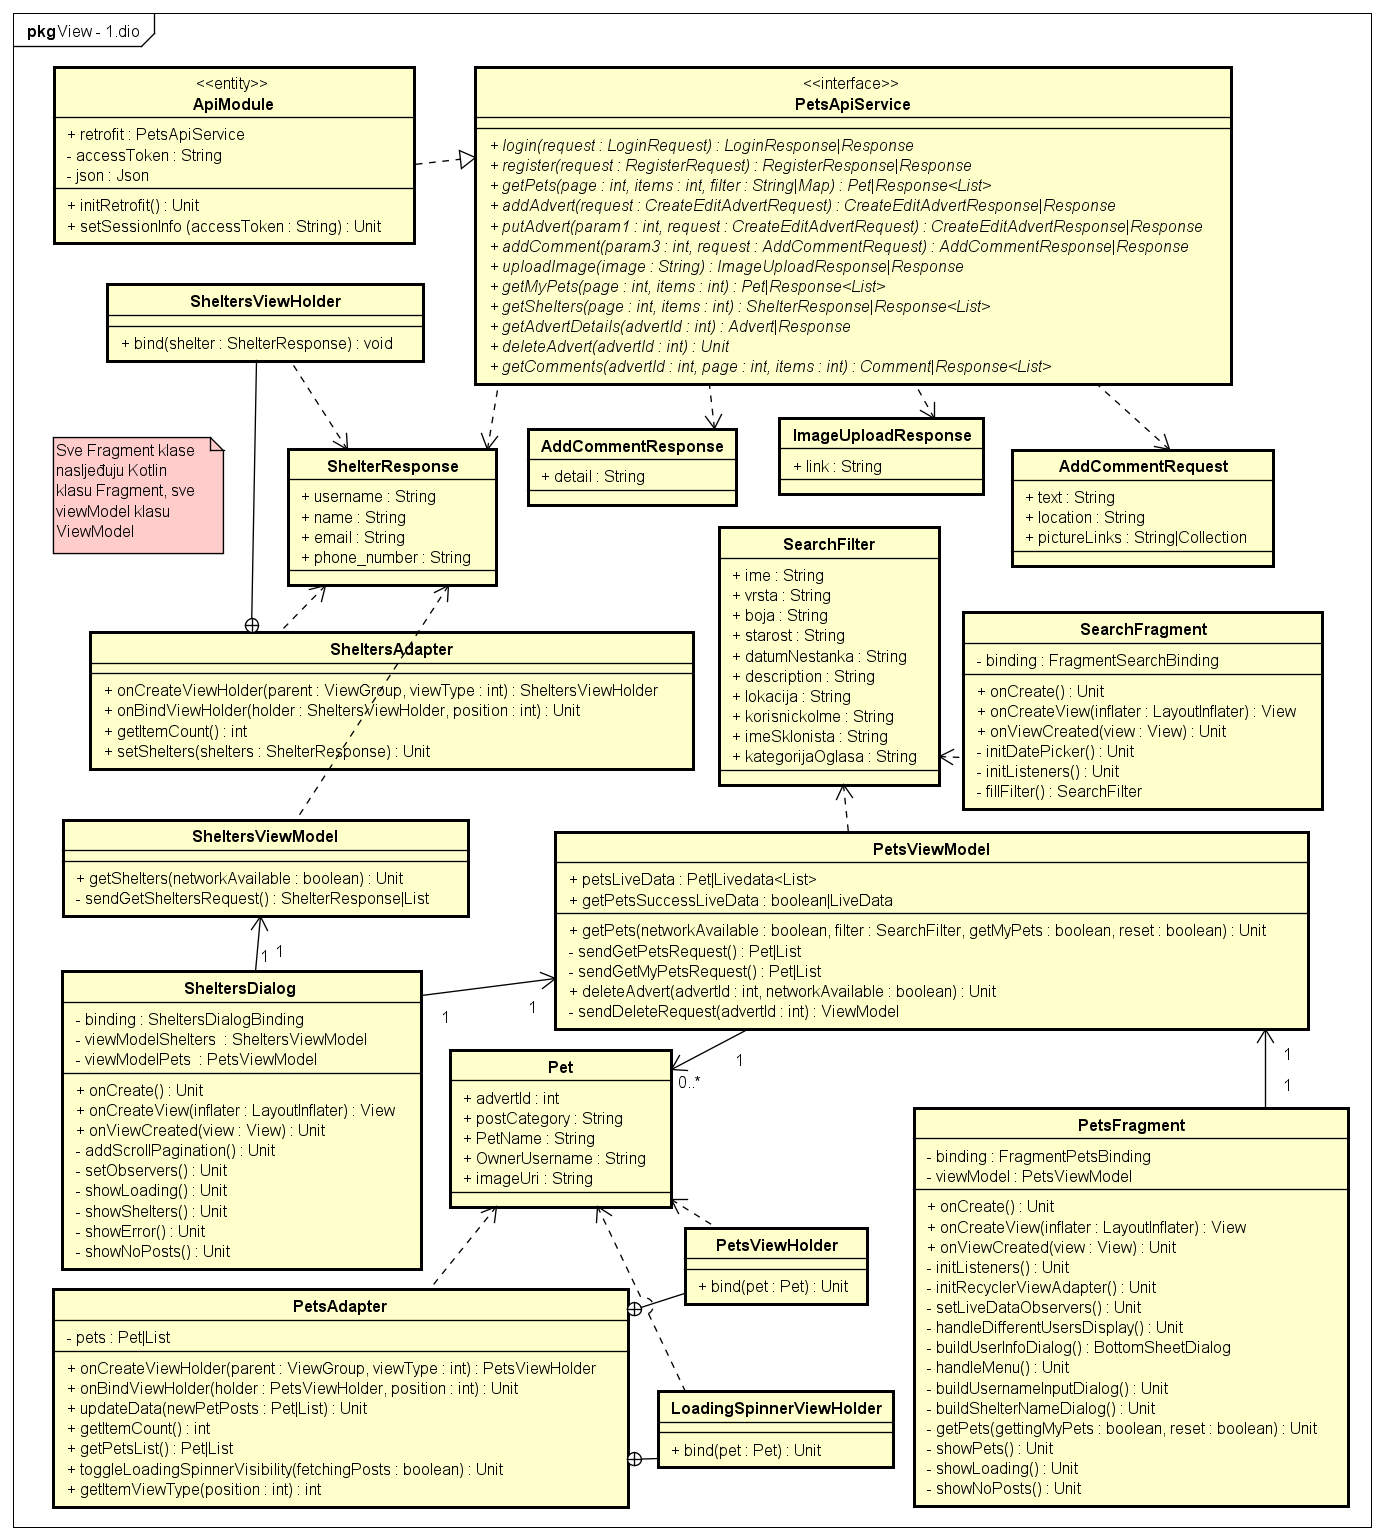 pkg View - 1.dio
<<entity>>
ApiModule
+ retrofit : PetsApiService
- accessToken : String
- json : Json
+ initRetrofit() : Unit
+ setSessionInfo (accessToken : String) : Unit
<<interface>>
PetsApiService
+ login(request : LoginRequest) : LoginResponse|Response
+ register(request : RegisterRequest) : RegisterResponse|Response
+ getPets(page : int, items : int, filter : String|Map) : Pet|Response<List>
+ addAdvert(request : CreateEditAdvertRequest) : CreateEditAdvertResponse|Response
+ putAdvert(param1 : int, request : CreateEditAdvertRequest) : CreateEditAdvertResponse|Response
+ addComment(param3 : int, request : AddCommentRequest) : AddCommentResponse|Response
+ uploadImage(image : String) : ImageUploadResponse|Response
+ getMyPets(page : int, items : int) : Pet|Response<List>
+ getShelters(page : int, items : int) : ShelterResponse|Response<List>
+ getAdvertDetails(advertId : int) : Advert|Response
+ deleteAdvert(advertId : int) : Unit
+ getComments(advertId : int, page : int, items : int) : Comment|Response<List>
SheltersViewHolder
+ bind(shelter : ShelterResponse) : void
Sve Fragment klase
nasljeđuju Kotlin
klasu Fragment, sve
viewModel klasu
ViewModel
ShelterResponse
+ username : String
+ name : String
+ email : String
+ phone_number : String
AddCommentResponse
+ detail : String
ImageUploadResponse
+ link : String
AddCommentRequest
+ text : String
+ location : String
+ pictureLinks : String|Collection
SearchFilter
+ ime : String
+ vrsta : String
+ boja : String
+ starost : String
+ datumNestanka : String
+ description : String
+ lokacija : String
+ korisnickoIme : String
+ imeSklonista : String
+ kategorijaOglasa : String
SearchFragment
- binding : FragmentSearchBinding
+ onCreate() : Unit
+ onCreateView(inflater : LayoutInflater) : View
+ onViewCreated(view : View) : Unit
- initDatePicker() : Unit
- initListeners() : Unit
- fillFilter() : SearchFilter
SheltersAdapter
+ onCreateViewHolder(parent : ViewGroup, viewType : int) : SheltersViewHolder
+ onBindViewHolder(holder : SheltersViewHolder, position : int) : Unit
+ getItemCount() : int
+ setShelters(shelters : ShelterResponse) : Unit
SheltersViewModel
+ getShelters(networkAvailable : boolean) : Unit
- sendGetSheltersRequest() : ShelterResponse|List
PetsViewModel
+ petsLiveData : Pet|Livedata<List>
+ getPetsSuccessLiveData : boolean|LiveData
+ getPets(networkAvailable : boolean, filter : SearchFilter, getMyPets : boolean, reset : boolean) : Unit
- sendGetPetsRequest() : Pet|List
- sendGetMyPetsRequest() : Pet|List
+ deleteAdvert(advertId : int, networkAvailable : boolean) : Unit
- sendDeleteRequest(advertId : int) : ViewModel
1 1
SheltersDialog
- binding : SheltersDialogBinding
- viewModelShelters : SheltersViewModel
- viewModelPets : PetsViewModel
+ onCreate() : Unit
+ onCreateView(inflater : LayoutInflater) : View
+ onViewCreated(view : View) : Unit
- addScrollPagination() : Unit
- setObservers() : Unit
- showLoading() : Unit
- showShelters() : Unit
- showError() : Unit
- showNoPosts() : Unit
1 1
1
0..*
1
1
Pet
+ advertId : int
+ postCategory : String
+ PetName : String
+ OwnerUsername : String
+ imageUri : String
PetsFragment
- binding : FragmentPetsBinding
- viewModel : PetsViewModel
+ onCreate() : Unit
+ onCreateView(inflater : LayoutInflater) : View
+ onViewCreated(view : View) : Unit
- initListeners() : Unit
- initRecyclerViewAdapter() : Unit
- setLiveDataObservers() : Unit
- handleDifferentUsersDisplay() : Unit
- buildUserInfoDialog() : BottomSheetDialog
- handleMenu() : Unit
- buildUsernameInputDialog() : Unit
- buildShelterNameDialog() : Unit
- getPets(gettingMyPets : boolean, reset : boolean) : Unit
- showPets() : Unit
- showLoading() : Unit
- showNoPosts() : Unit
PetsViewHolder
+ bind(pet : Pet) : Unit
PetsAdapter
- pets : Pet|List
+ onCreateViewHolder(parent : ViewGroup, viewType : int) : PetsViewHolder
+ onBindViewHolder(holder : PetsViewHolder, position : int) : Unit
+ updateData(newPetPosts : Pet|List) : Unit
+ getItemCount() : int
+ getPetsList() : Pet|List
+ toggleLoadingSpinnerVisibility(fetchingPosts : boolean) : Unit
+ getItemViewType(position : int) : int
LoadingSpinnerViewHolder
+ bind(pet : Pet) : Unit